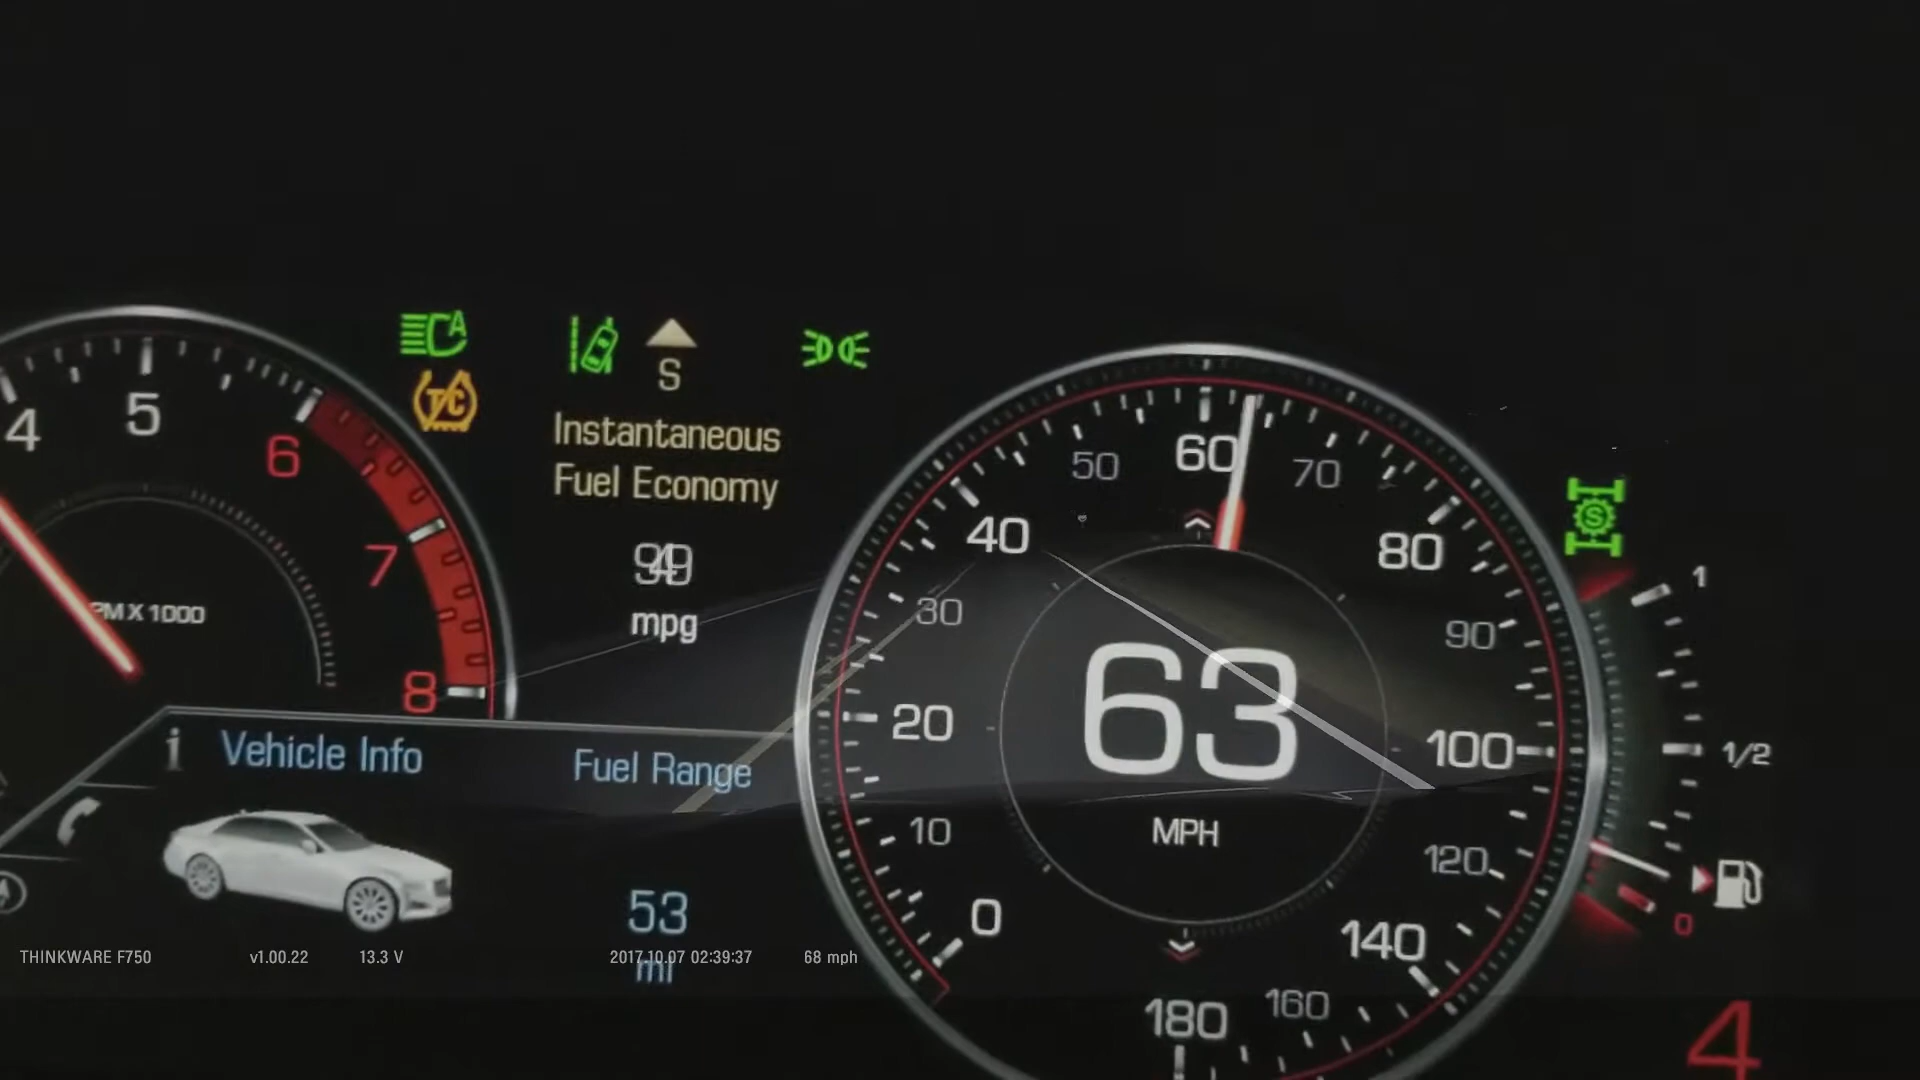 4
5
6
7
8
PM X 1000
A
T/C
S
Instantaneous
Fuel Economy
mpg
i
Vehicle Info
Fuel Range
53
mi
0
10
20
30
40
50
60
70
80
90
100
120
140
160
180
63
MPH
S
1
1/2
0
4
THINKWARE F750 v1.00.22 13.3 V 2017.10.07 02:39:37 68 mph